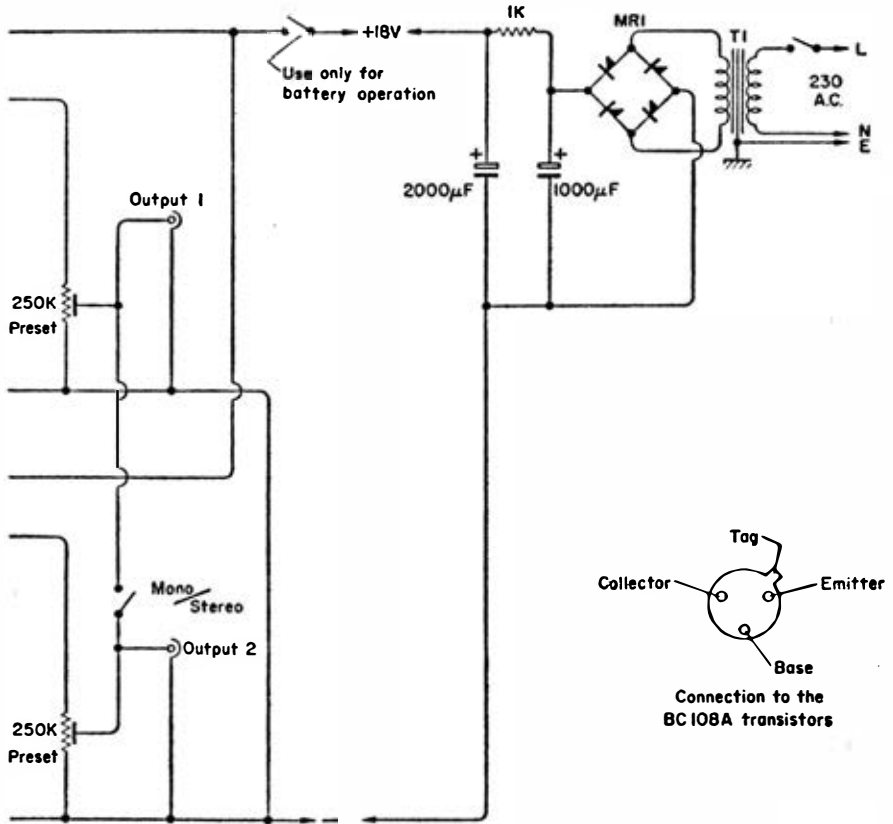 1K
MR1
T1
+18V
L
Use only for
battery operation
230
A.C.
N
E
+
+
2000µF
1000µF
Output 1
250K
Preset
Tag
Collector
Emitter
Mono/
Stereo
Output 2
Base
250K
Preset
Connection to the
BC108A transistors